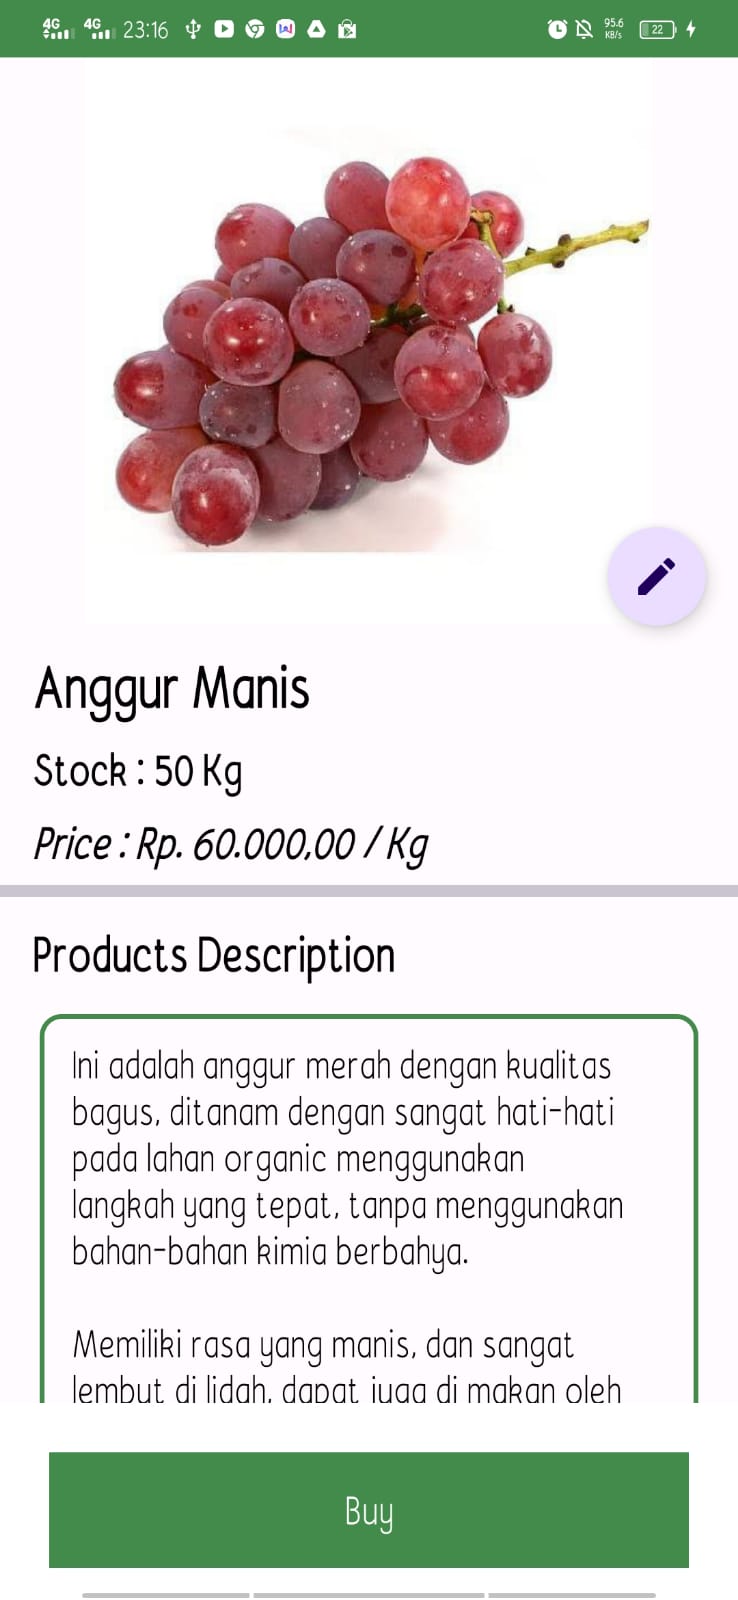 4G 4G 23:16 95.6 KB/s 22
Anggur Manis
Stock : 50 Kg
Price : Rp. 60.000,00 / Kg
Products Description
Ini adalah anggur merah dengan kualitas
bagus, ditanam dengan sangat hati-hati
pada lahan organic menggunakan
langkah yang tepat, tanpa menggunakan
bahan-bahan kimia berbahya.
Memiliki rasa yang manis, dan sangat
lembut di lidah, dapat juga di makan oleh
Buy